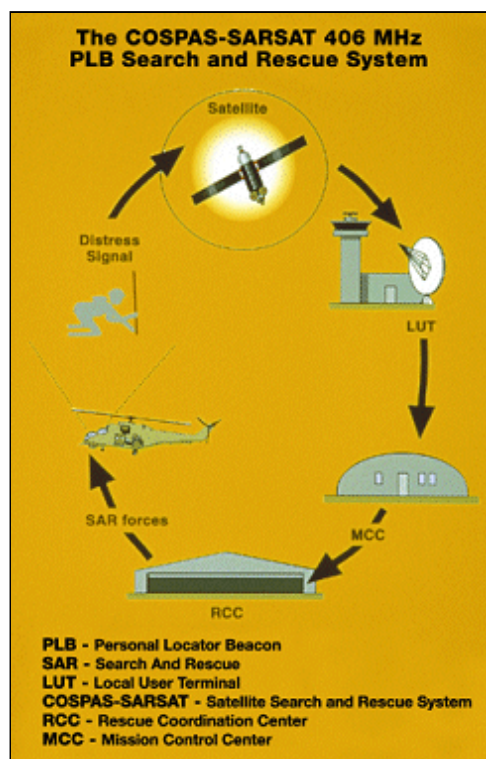 The COSPAS-SARSAT 406 MHz
PLB Search and Rescue System
Satellite
Distress
Signal
LUT
SAR forces
MCC
RCC
PLB - Personal Locator Beacon
SAR - Search And Rescue
LUT - Local User Terminal
COSPAS-SARSAT - Satellite Search and Rescue System
RCC - Rescue Coordination Center
MCC - Mission Control Center